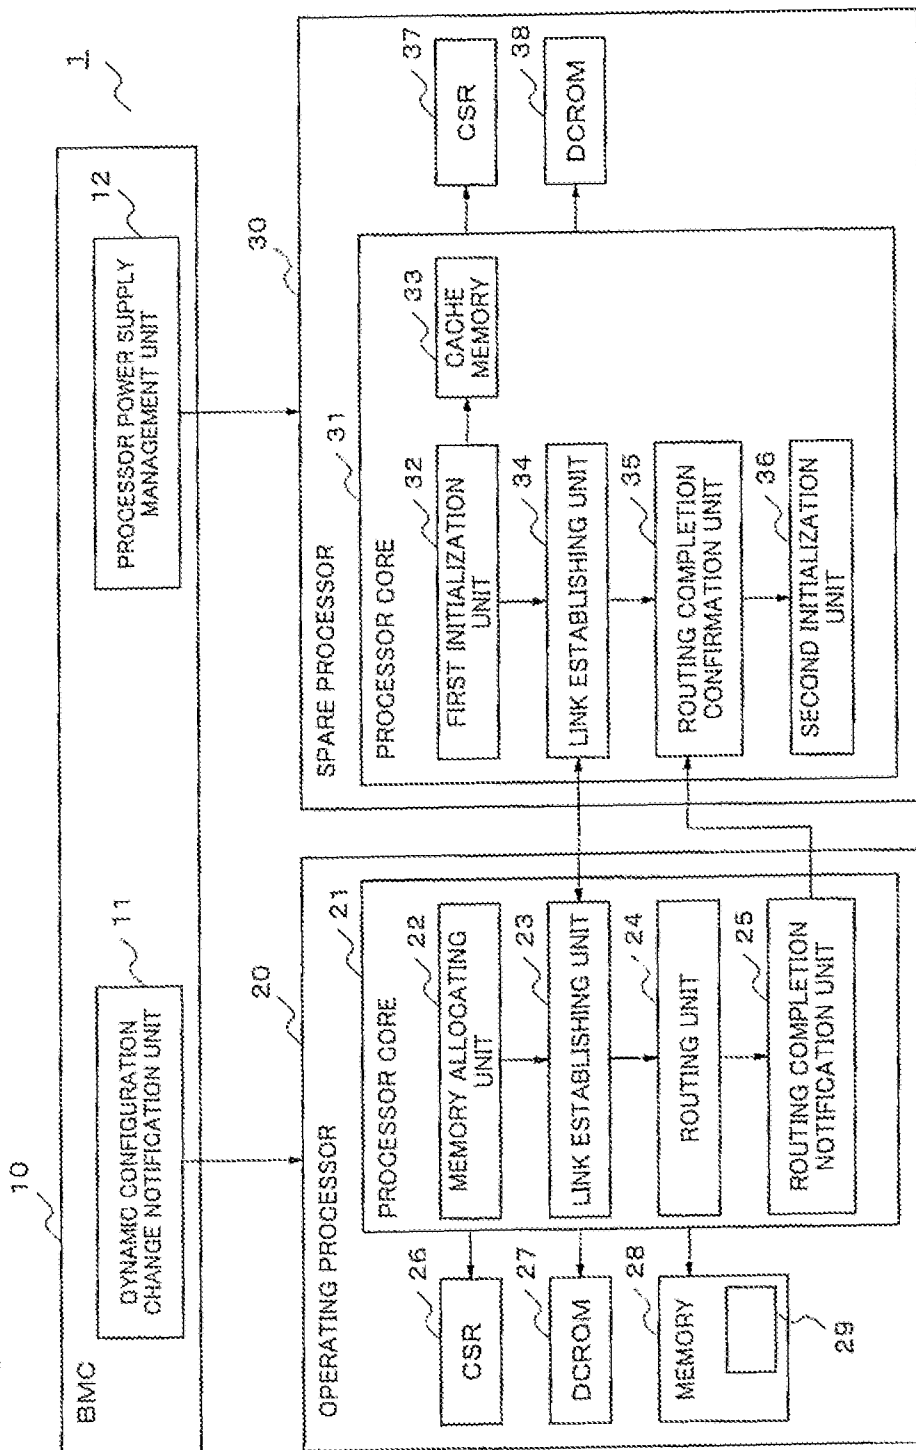 1
10
BMC
11
DYNAMIC CONFIGURATION
CHANGE NOTIFICATION UNIT
12
PROCESSOR POWER SUPPLY
MANAGEMENT UNIT
20
OPERATING PROCESSOR
21
PROCESSOR CORE
22
MEMORY ALLOCATING
UNIT
23
LINK ESTABLISHING UNIT
24
ROUTING UNIT
25
ROUTING COMPLETION
NOTIFICATION UNIT
26
CSR
27
DCROM
28
MEMORY
29
30
SPARE PROCESSOR
31
PROCESSOR CORE
32
FIRST INITIALIZATION
UNIT
33
CACHE
MEMORY
34
LINK ESTABLISHING UNIT
35
ROUTING COMPLETION
CONFIRMATION UNIT
36
SECOND INITIALIZATION
UNIT
37
CSR
38
DCROM